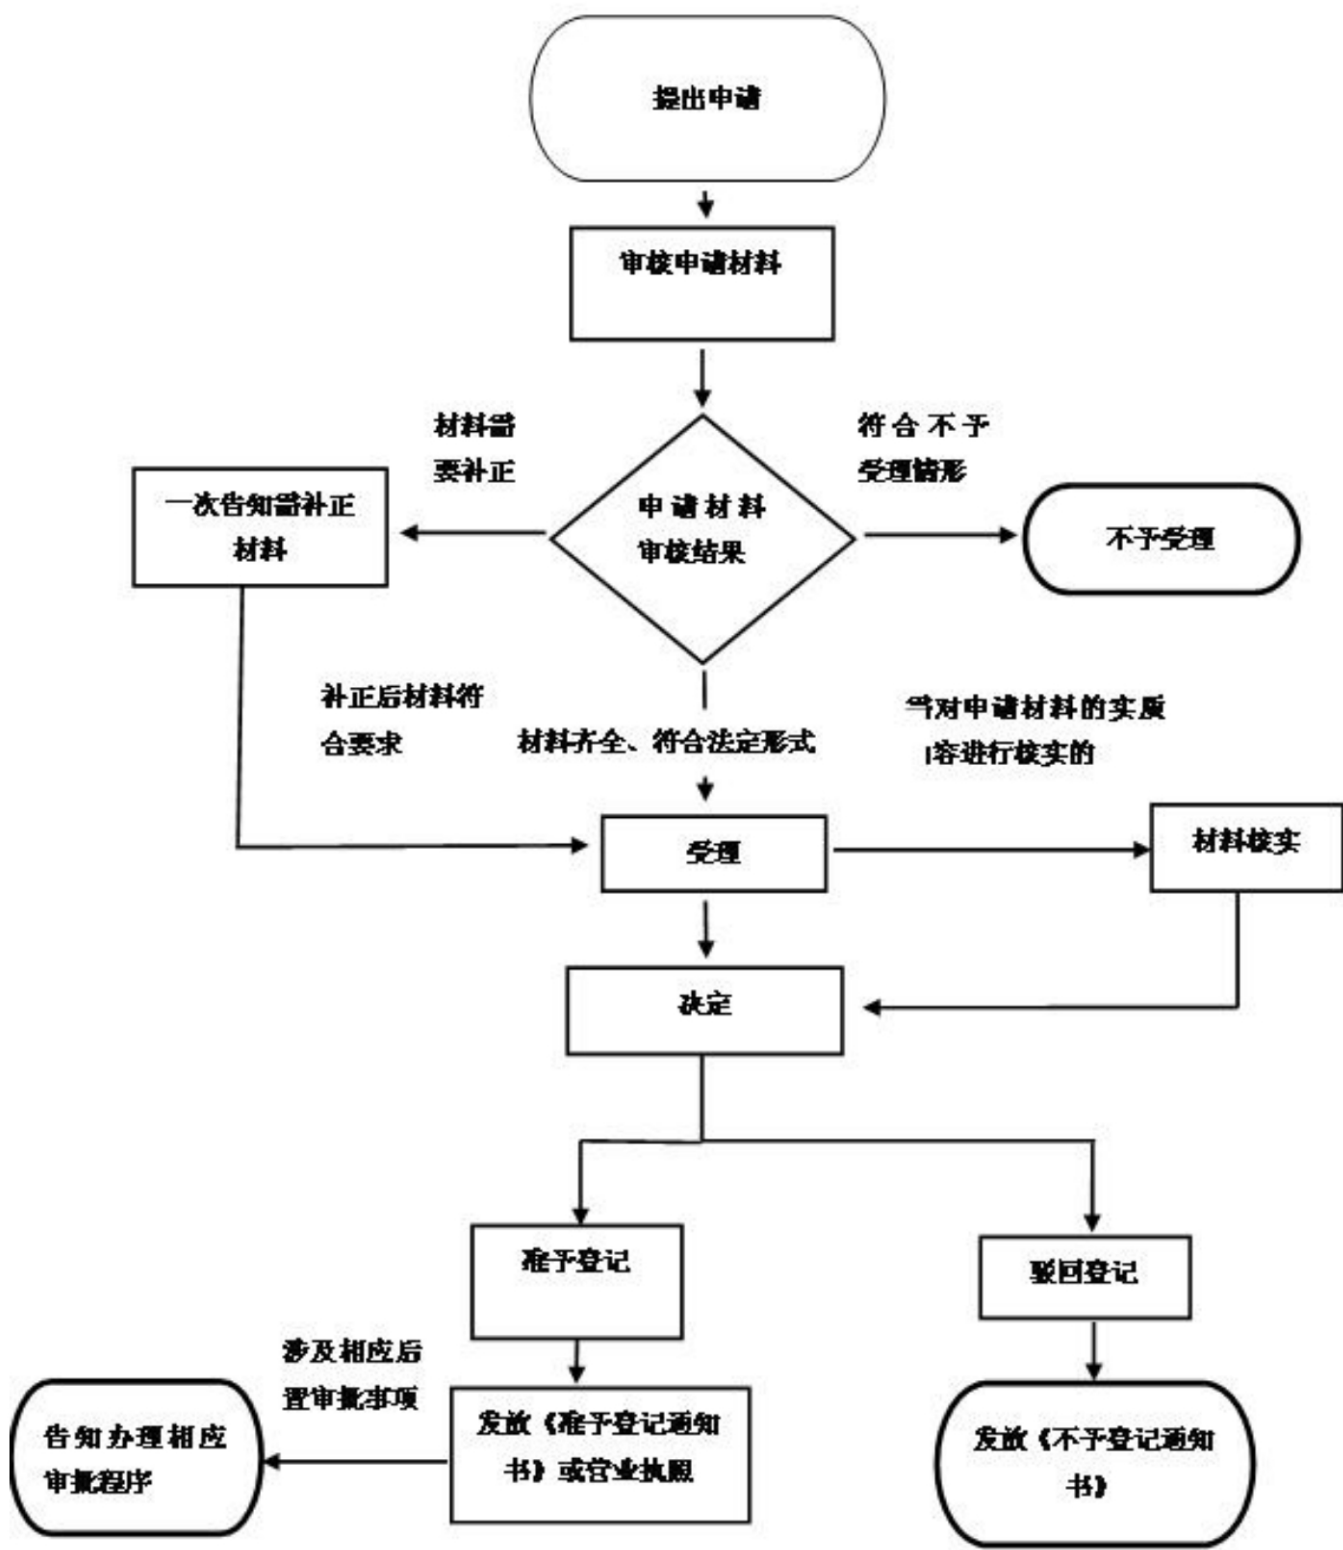 提出申请
审核申请材料
材料需
要补正
符合不予
受理情形
一次告知需补正
材料
申请材料
审核结果
不予受理
补正后材料符
合要求
材料齐全、符合法定形式
对申请材料的实质
容进行核实的
受理
材料核实
决定
准予登记
驳回登记
涉及相应后
置审批事项
告知办理相应
审批程序
发放《准予登记通知
书》或营业执照
发放《不予登记通知
书》